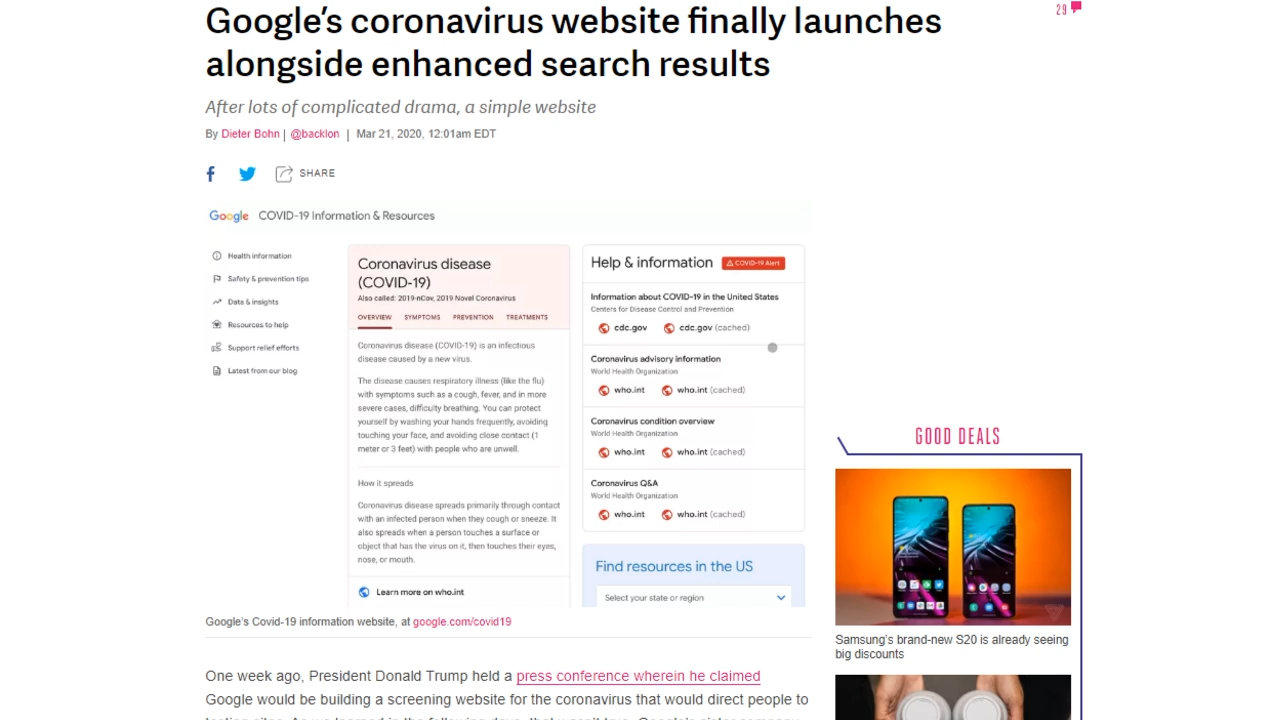 Google's coronavirus website finally launches
alongside enhanced search results
29
After lots of complicated drama, a simple website
By Dieter Bohn | @backlon | Mar 21, 2020, 12:01am EDT
SHARE
Google COVID-19 Information & Resources
Health information
Safety & prevention tips
Data & insights
Resources to help
Support relief efforts
Latest from our blog
Coronavirus disease
(COVID-19)
Also called: 2019-nCov, 2019 Novel Coronavirus
OVERVIEW SYMPTOMS PREVENTION TREATMENTS
Coronavirus disease (COVID-19) is an infectious
disease caused by a new virus.
The disease causes respiratory illness (like the flu)
with symptoms such as a cough, fever, and in more
severe cases, difficulty breathing. You can protect
yourself by washing your hands frequently, avoiding
touching your face, and avoiding close contact (1
meter or 3 feet) with people who are unwell.
How it spreads
Coronavirus disease spreads primarily through contact
with an infected person when they cough or sneeze. It
also spreads when a person touches a surface or
object that has the virus on it, then touches their eyes,
nose, or mouth.
Learn more on who.int
Help & information COVID-19 Alert
Information about COVID-19 in the United States
Centers for Disease Control and Prevention
cdc.gov cdc.gov (cached)
Coronavirus advisory information
World Health Organization
who.int who.int (cached)
Coronavirus condition overview
World Health Organization
who.int who.int (cached)
Coronavirus Q&A
World Health Organization
who.int who.int (cached)
Find resources in the US
Select your state or region
Google's Covid-19 information website, at google.com/covid19
One week ago, President Donald Trump held a press conference wherein he claimed
Google would be building a screening website for the coronavirus that would direct people to
GOOD DEALS
Samsung's brand-new S20 is already seeing
big discounts